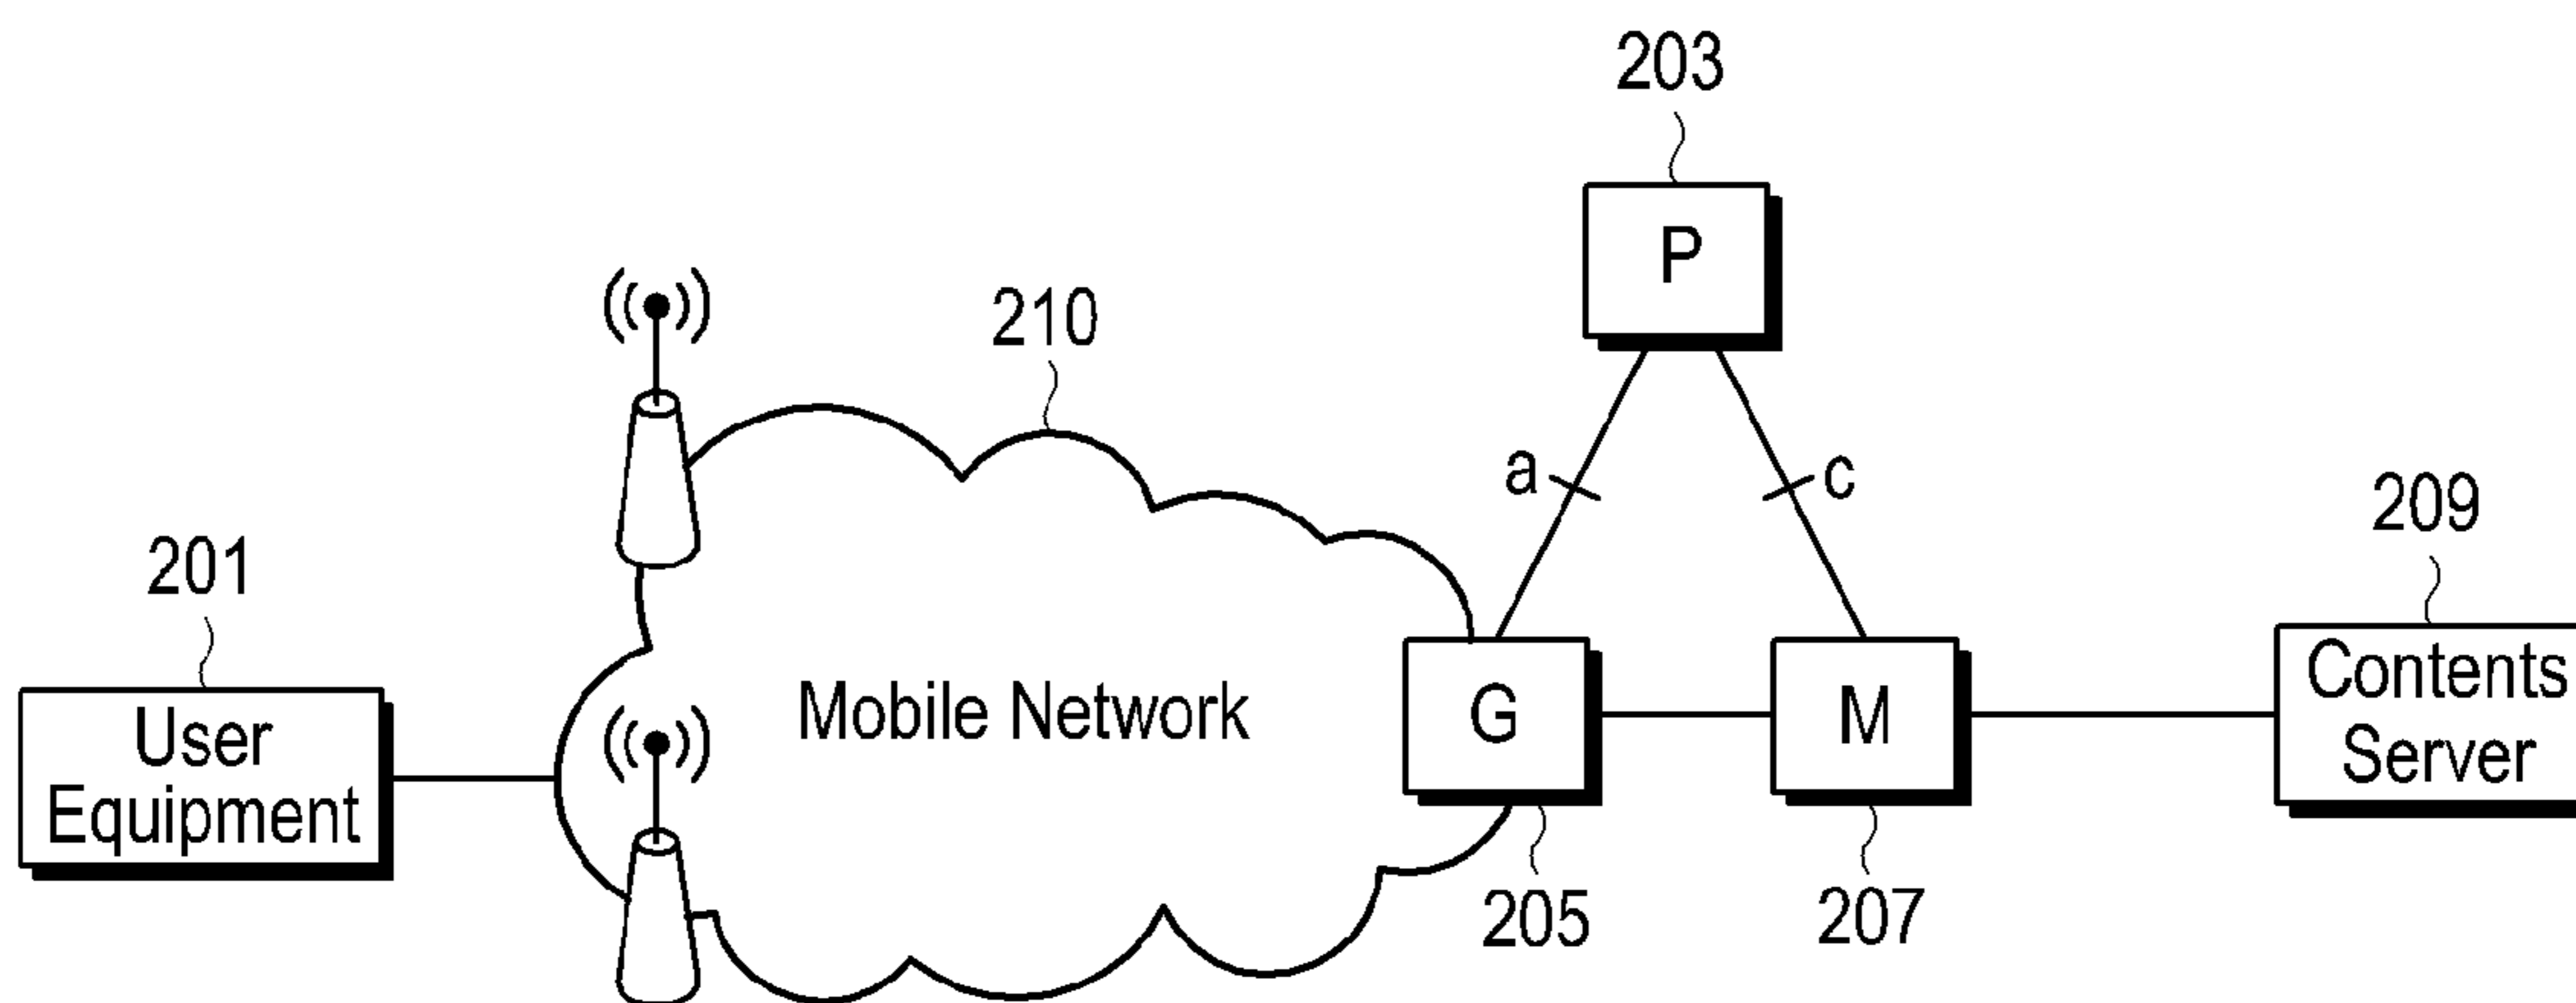 203
P
210
a
c
209
201
Contents
Server
User
Equipment
Mobile Network
G
M
205
207